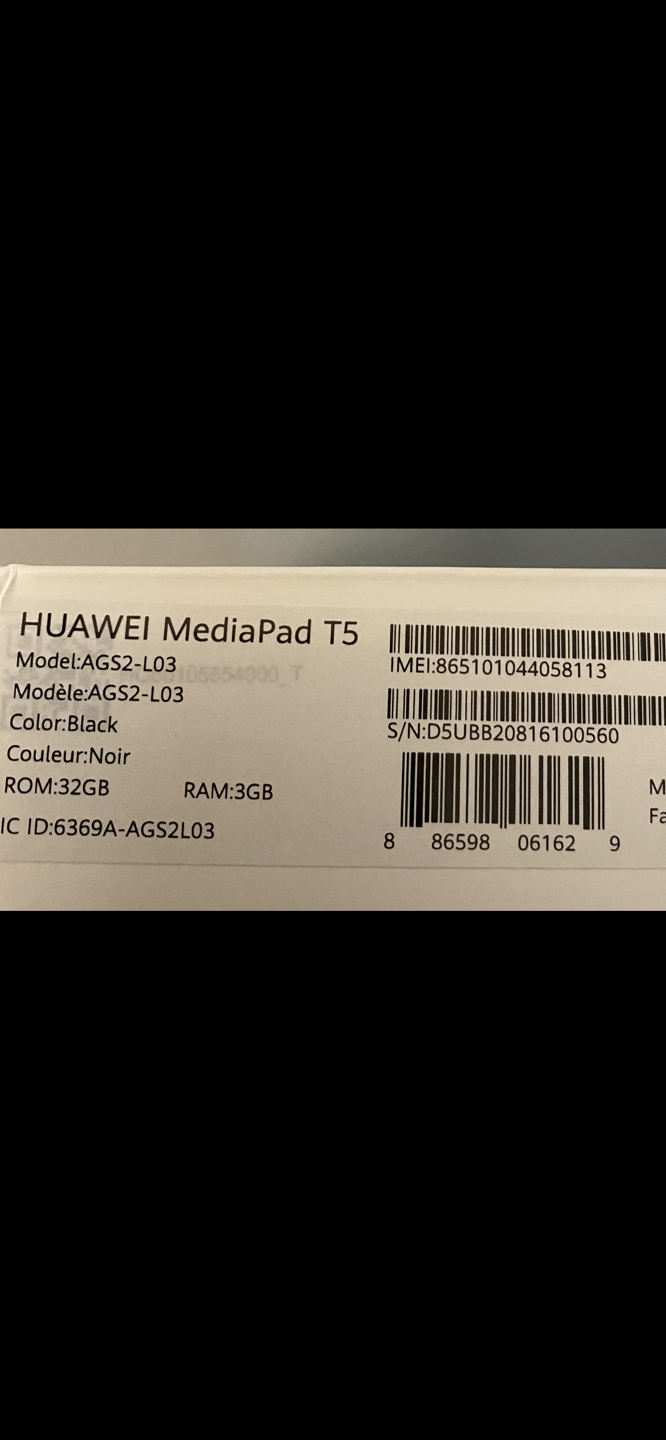 HUAWEI MediaPad T5
Model:AGS2-L03
Modèle:AGS2-L03
Color:Black
Couleur:Noir
ROM:32GB RAM:3GB
IC ID:6369A-AGS2L03
IMEI:865101044058113
S/N:D5UBB20816100560
8 86598 06162 9
M
Fa